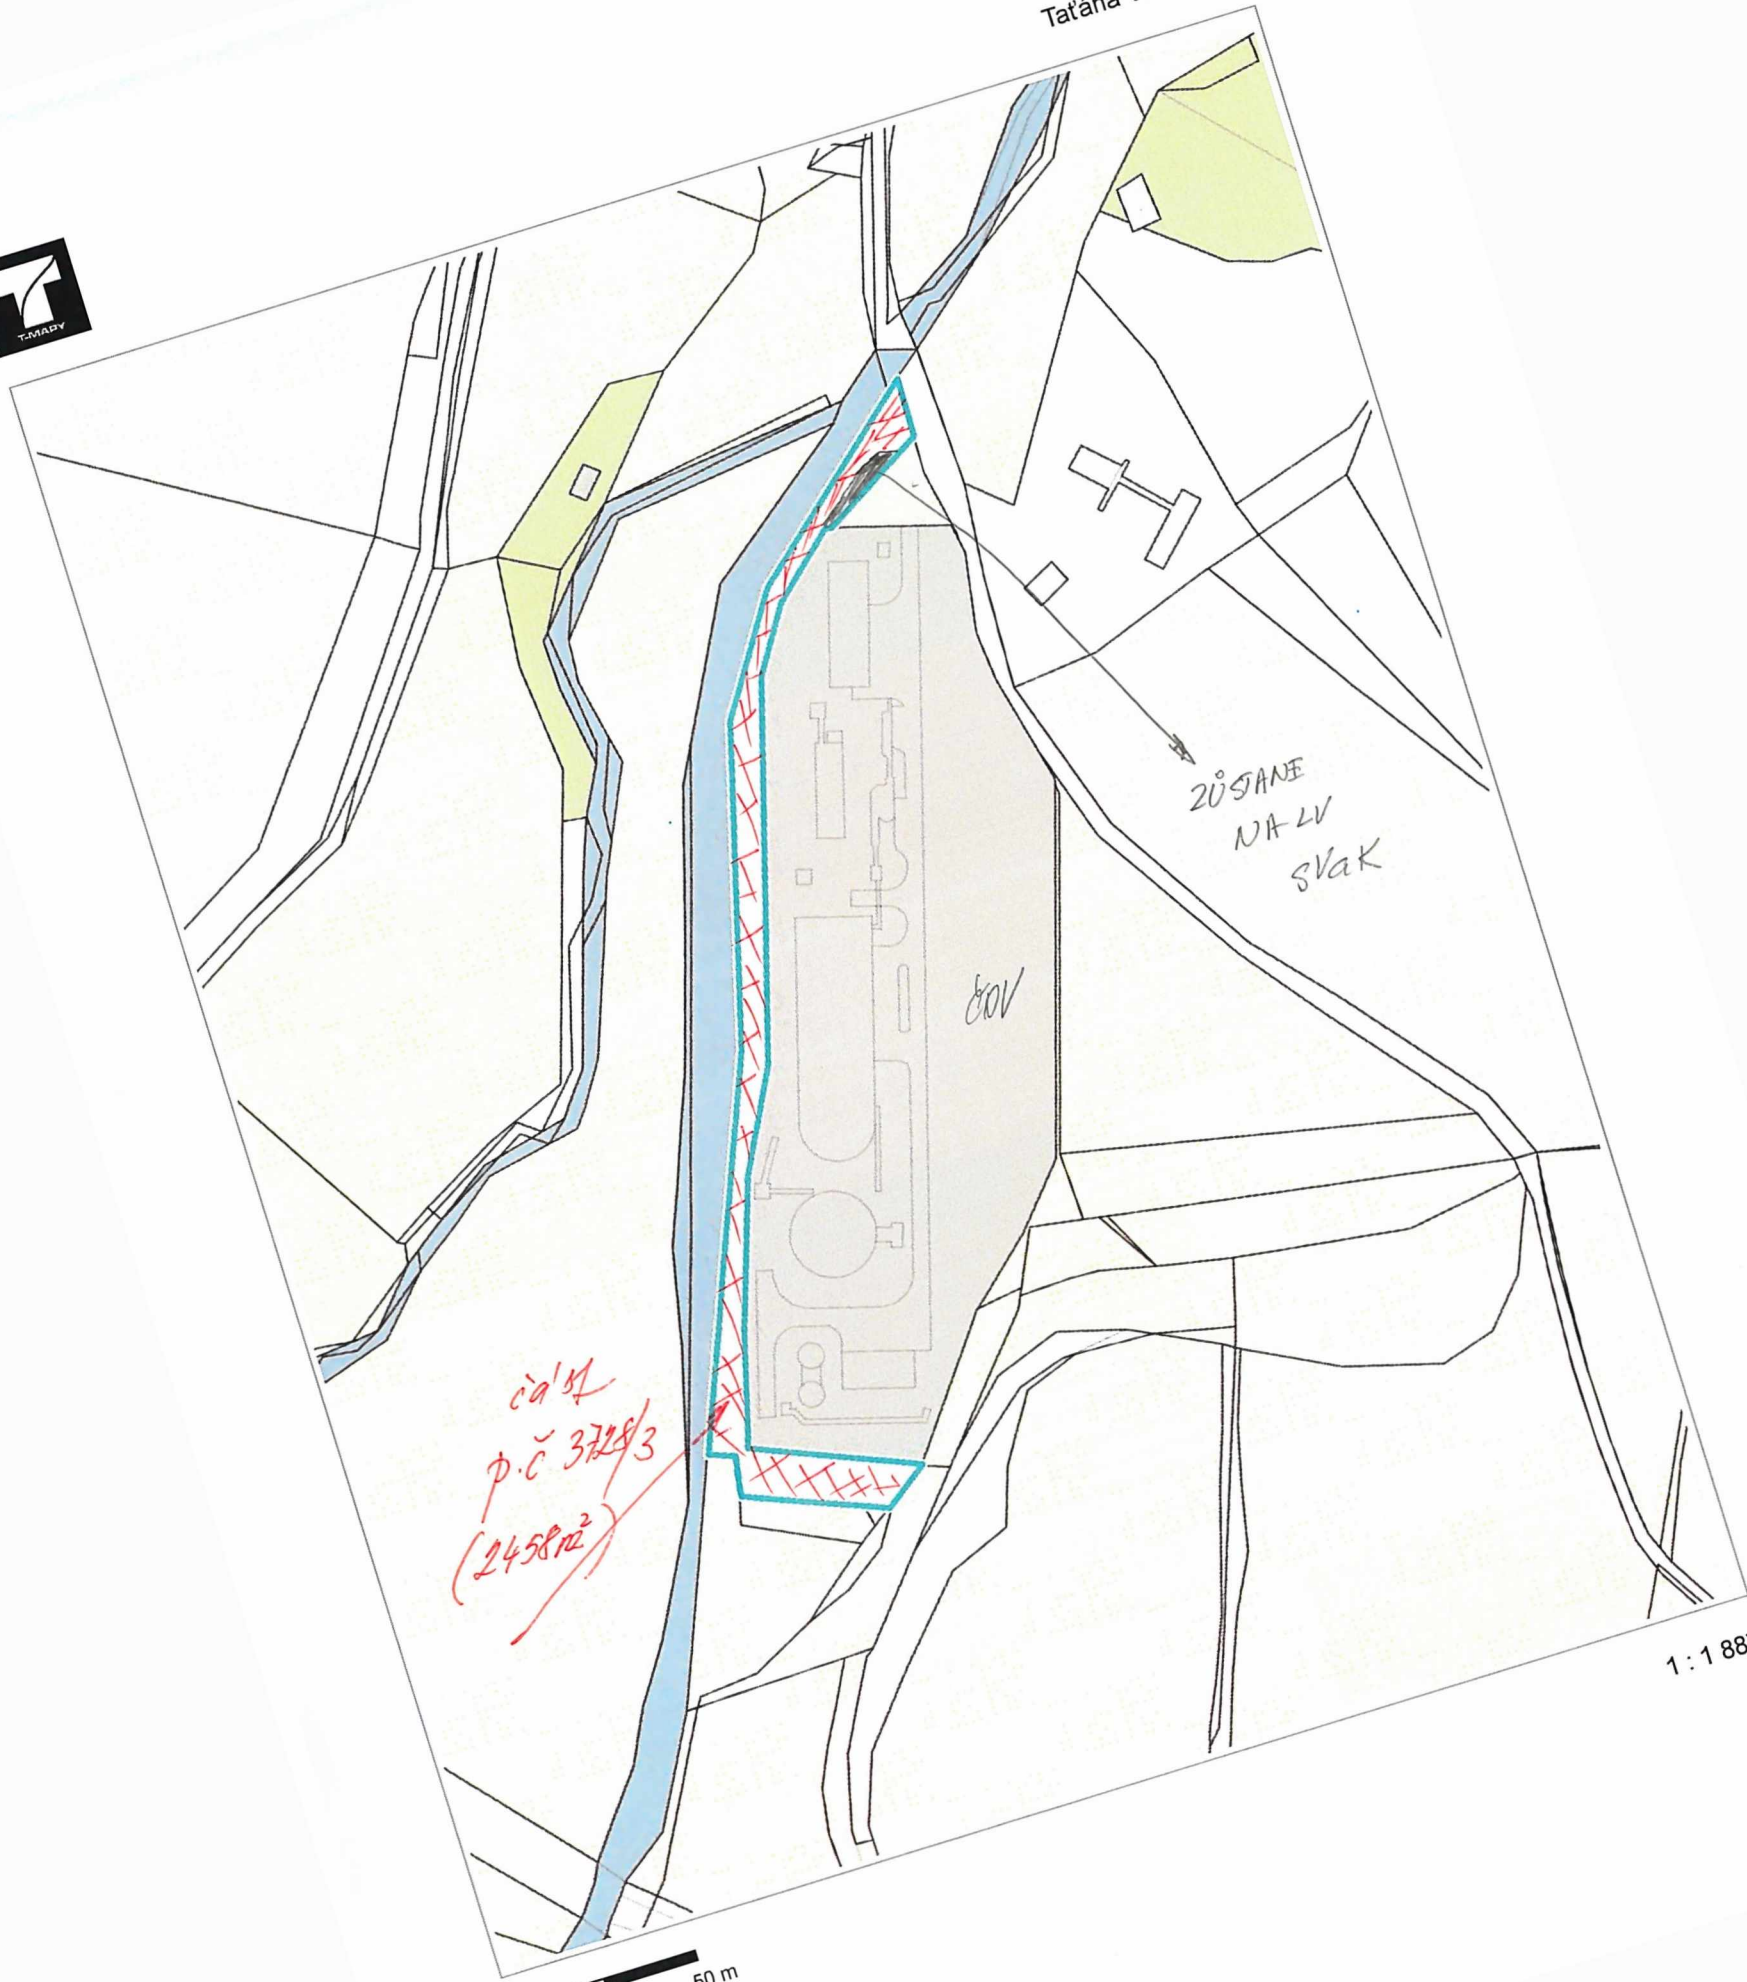 Taťána
T-MAPY
ZŮSTANE
NA LV
SVaK
ČOV
část
p.č 3728/3
(2458m²)
1 : 1 88
50 m